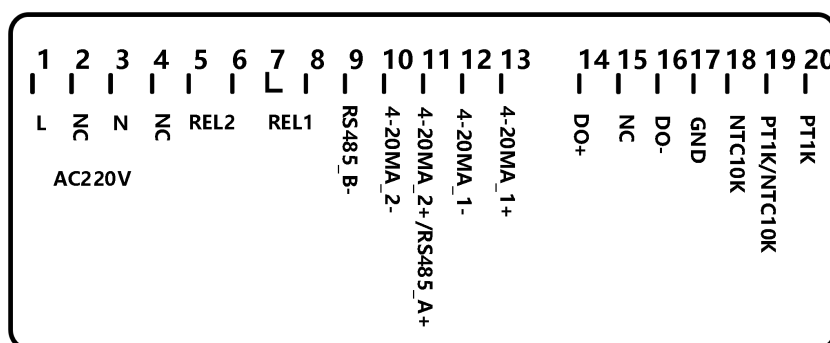 1 2 3 4 5 6 7 8 9 10 11 12 13 14 15 16 17 18 19 20
L NC N NC REL2 REL1 RS485_B- 4-20MA_2- 4-20MA_2+/RS485_A+ 4-20MA_1- 4-20MA_1+ DO+ NC DO- GND NTC10K PT1K/NTC10K PT1K
AC220V